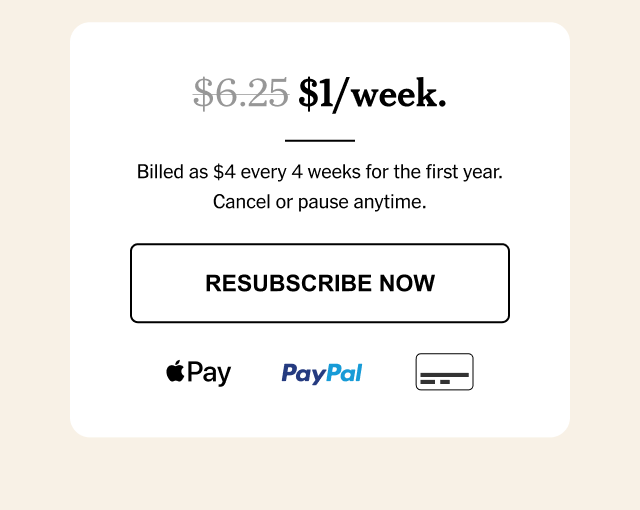 $6.25 $1/week.
Billed as $4 every 4 weeks for the first year.
Cancel or pause anytime.
RESUBSCRIBE NOW
Pay PayPal